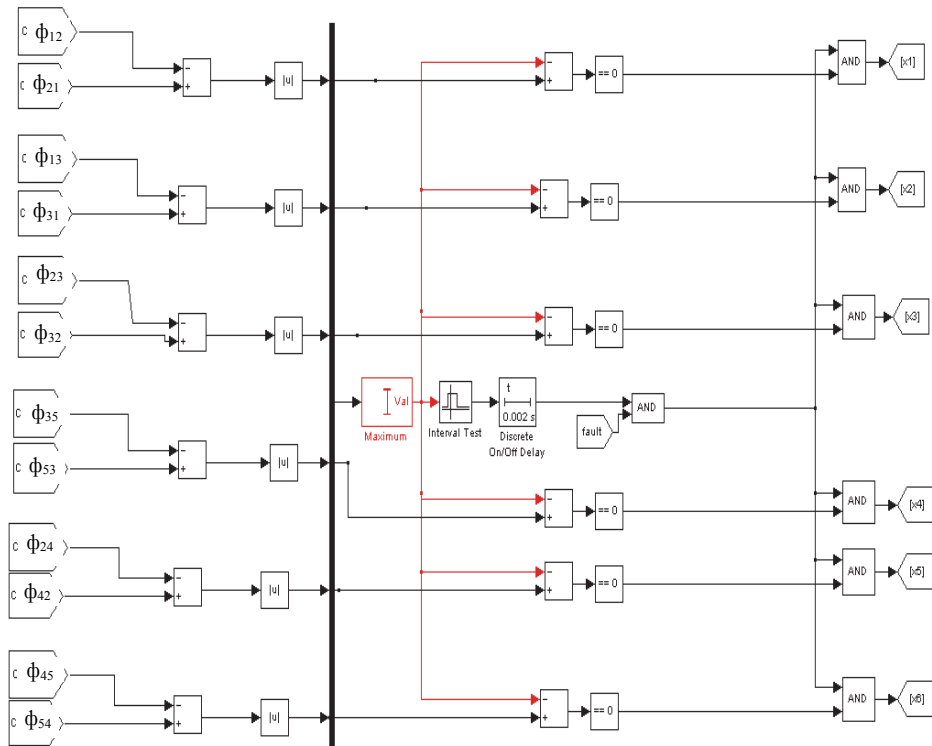 C ϕ12
C ϕ21
− +
|u|
− +
== 0
AND
[x1]
C ϕ13
C ϕ31
− +
|u|
− +
== 0
AND
[x2]
C ϕ23
C ϕ32
− +
|u|
− +
== 0
AND
[x3]
C ϕ35
C ϕ53
− +
|u|
Val
Maximum
Interval Test
t
0.002 s
Discrete
On/Off Delay
fault
AND
− +
== 0
AND
[x4]
C ϕ24
C ϕ42
− +
|u|
− +
== 0
AND
[x5]
C ϕ45
C ϕ54
− +
|u|
− +
== 0
AND
[x6]